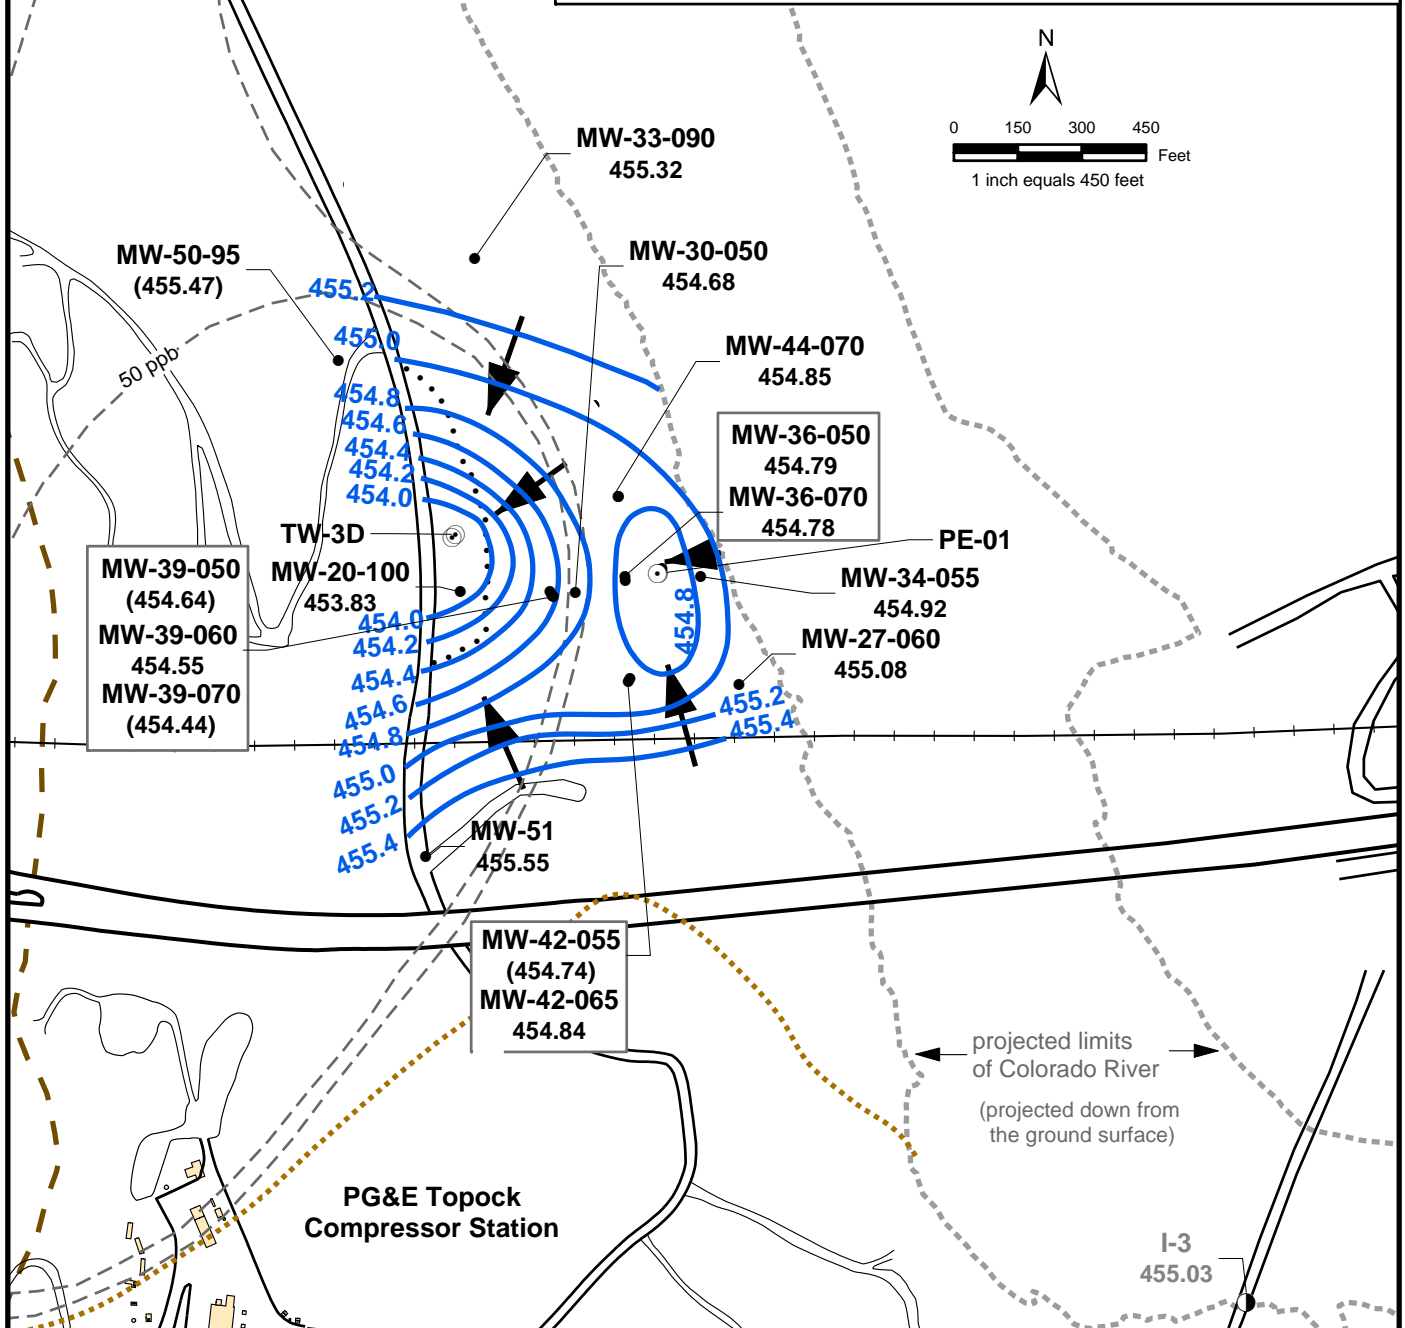 N
0 150 300 450
Feet
1 inch equals 450 feet
MW-33-090
455.32
MW-50-95
(455.47)
MW-30-050
454.68
455.2
455.0
50 ppb
MW-44-070
454.85
454.8
454.6
454.4
454.2
454.0
MW-36-050
454.79
MW-36-070
454.78
TW-3D
PE-01
MW-39-050
(454.64)
MW-39-060
454.55
MW-39-070
(454.44)
MW-20-100
453.83
MW-34-055
454.92
454.8
MW-27-060
455.08
454.0
454.2
454.4
454.6
454.8
455.0
455.2
455.4
455.2
455.4
MW-51
455.55
MW-42-055
(454.74)
MW-42-065
454.84
projected limits
of Colorado River
(projected down from
the ground surface)
PG&E Topock
Compressor Station
I-3
455.03